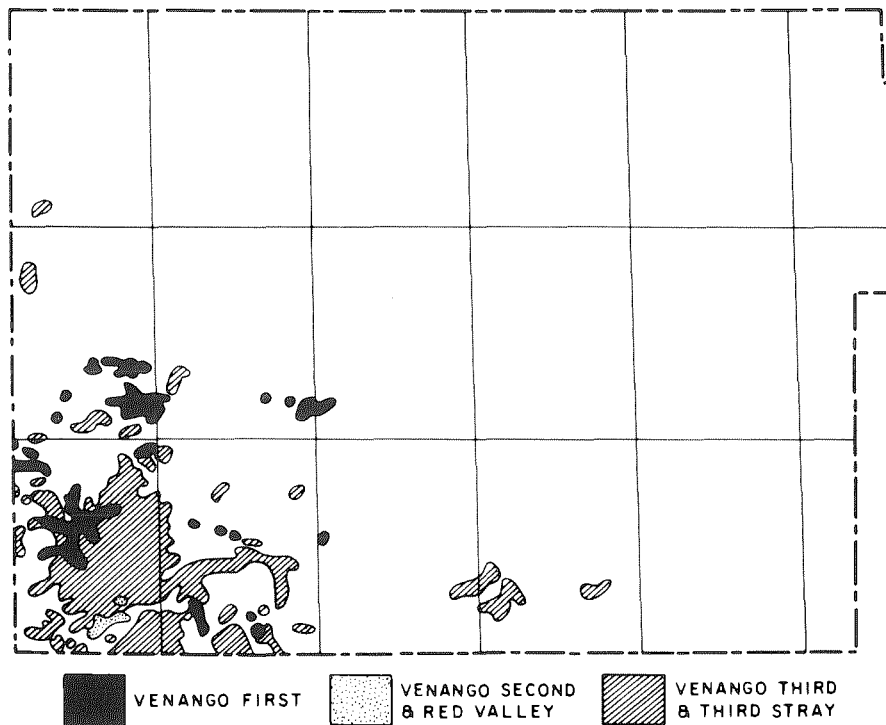 VENANGO FIRST
VENANGO SECOND
& RED VALLEY
VENANGO THIRD
& THIRD STRAY